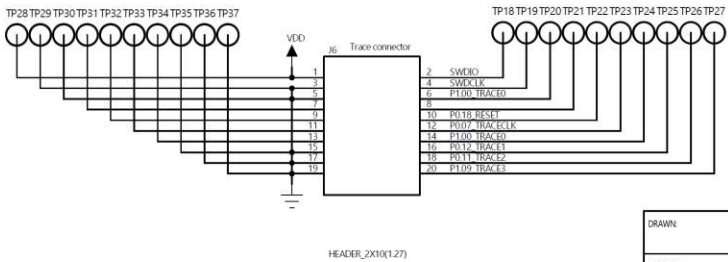 TP28 TP29 TP30 TP31 TP32 TP33 TP34 TP35 TP36 TP37
TP18 TP19 TP20 TP21 TP22 TP23 TP24 TP25 TP26 TP27
VDD
J6 Trace connector
1 2 SWDIO
3 4 SWDCLK
5 6 P1.00_TRACE0
7 8
9 10 P0.18_RESET
11 12 P0.07_TRACECLK
13 14 P1.00_TRACE0
15 16 P0.12_TRACE1
17 18 P0.11_TRACE2
19 20 P1.09_TRACE3
DRAWN:
HEADER_2X10(1.27)